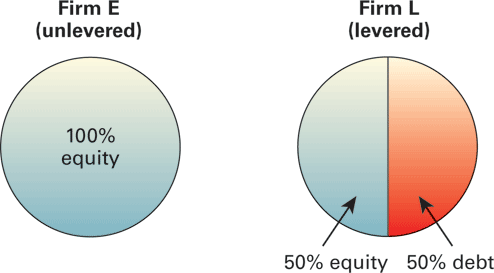 Firm E
(unlevered)
100%
equity
Firm L
(levered)
50% equity
50% debt